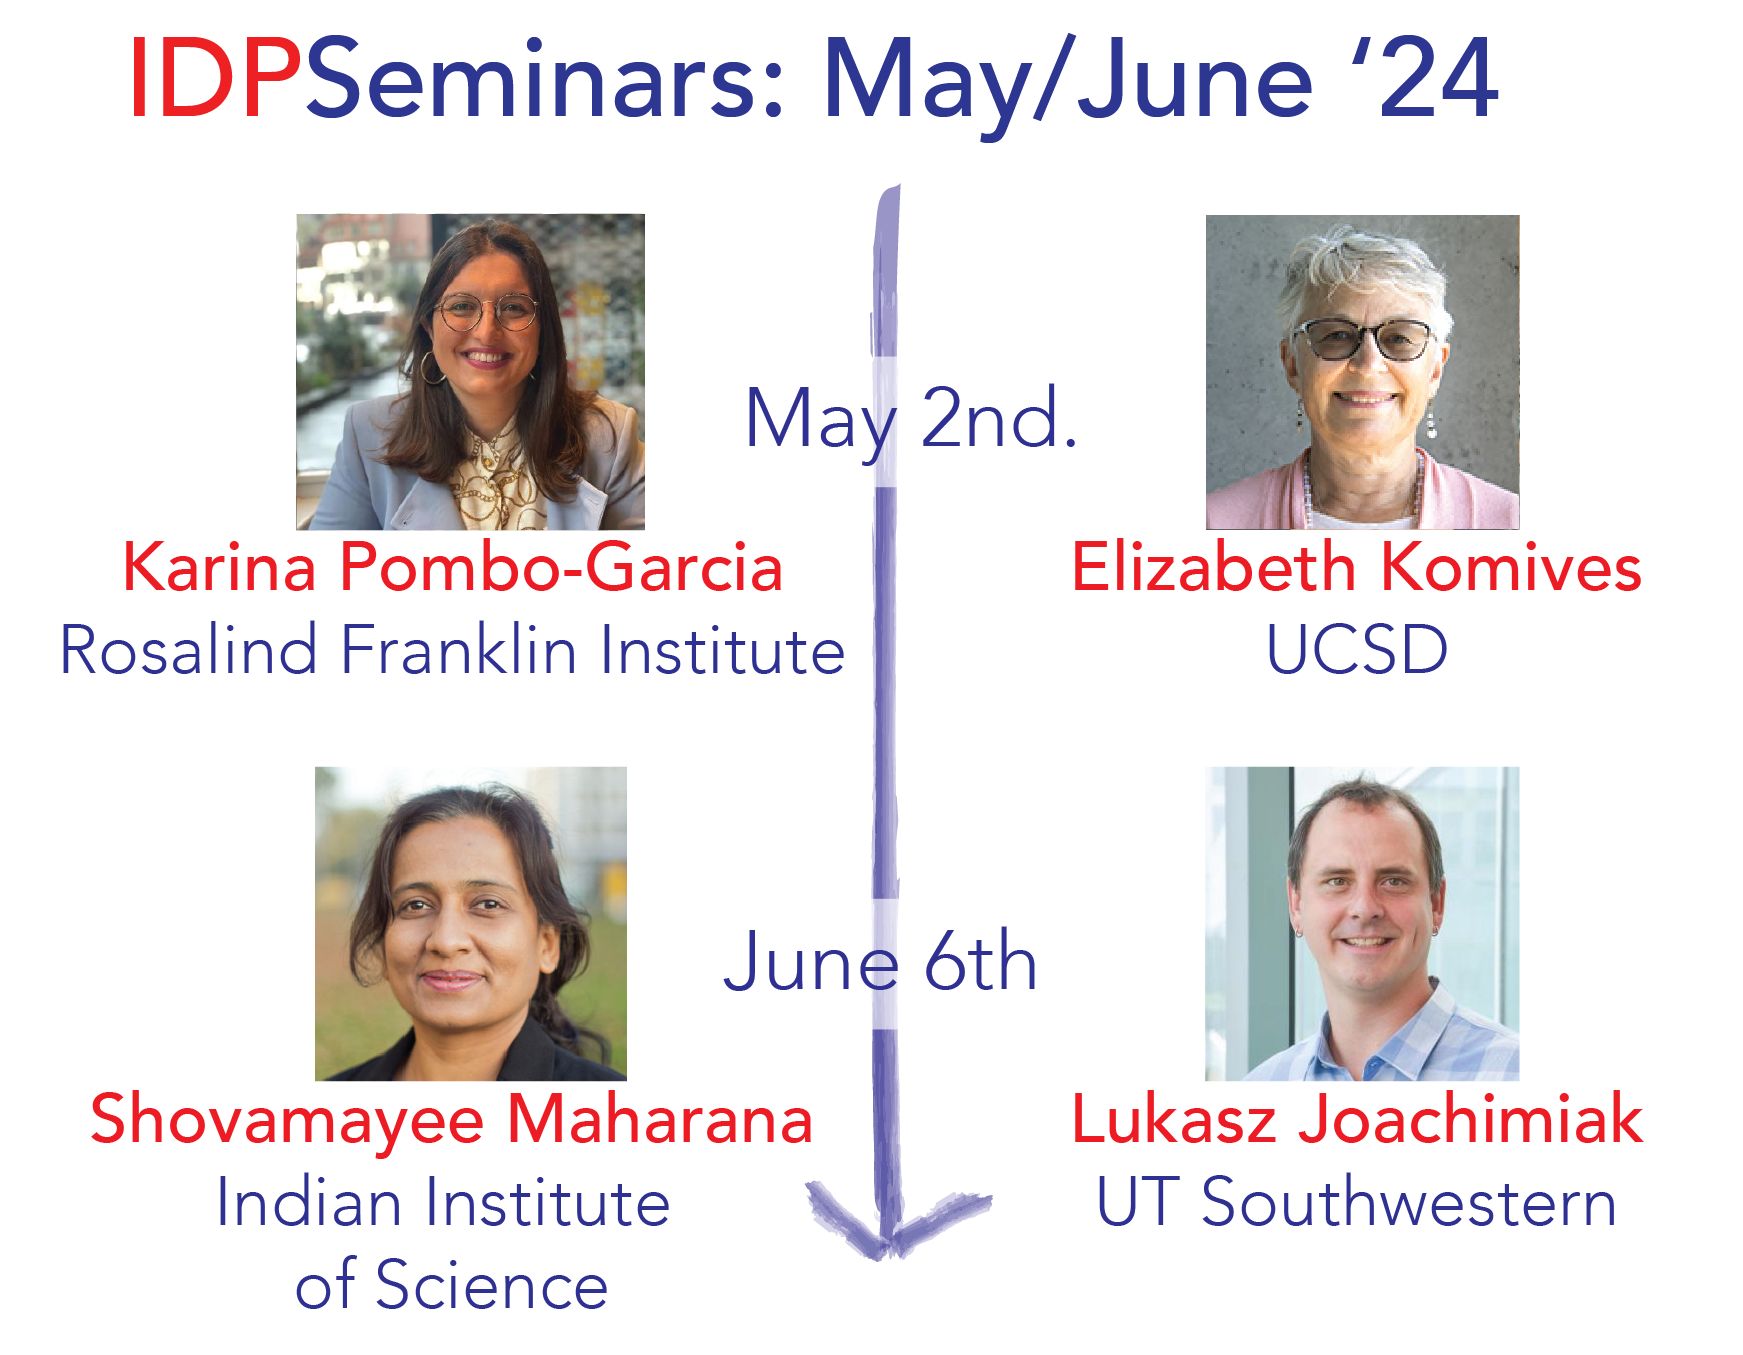 IDPSeminars: May/June ‘24
May 2nd.
Karina Pombo-Garcia
Rosalind Franklin Institute
Elizabeth Komives
UCSD
June 6th
Shovamayee Maharana
Indian Institute
of Science
Lukasz Joachimiak
UT Southwestern